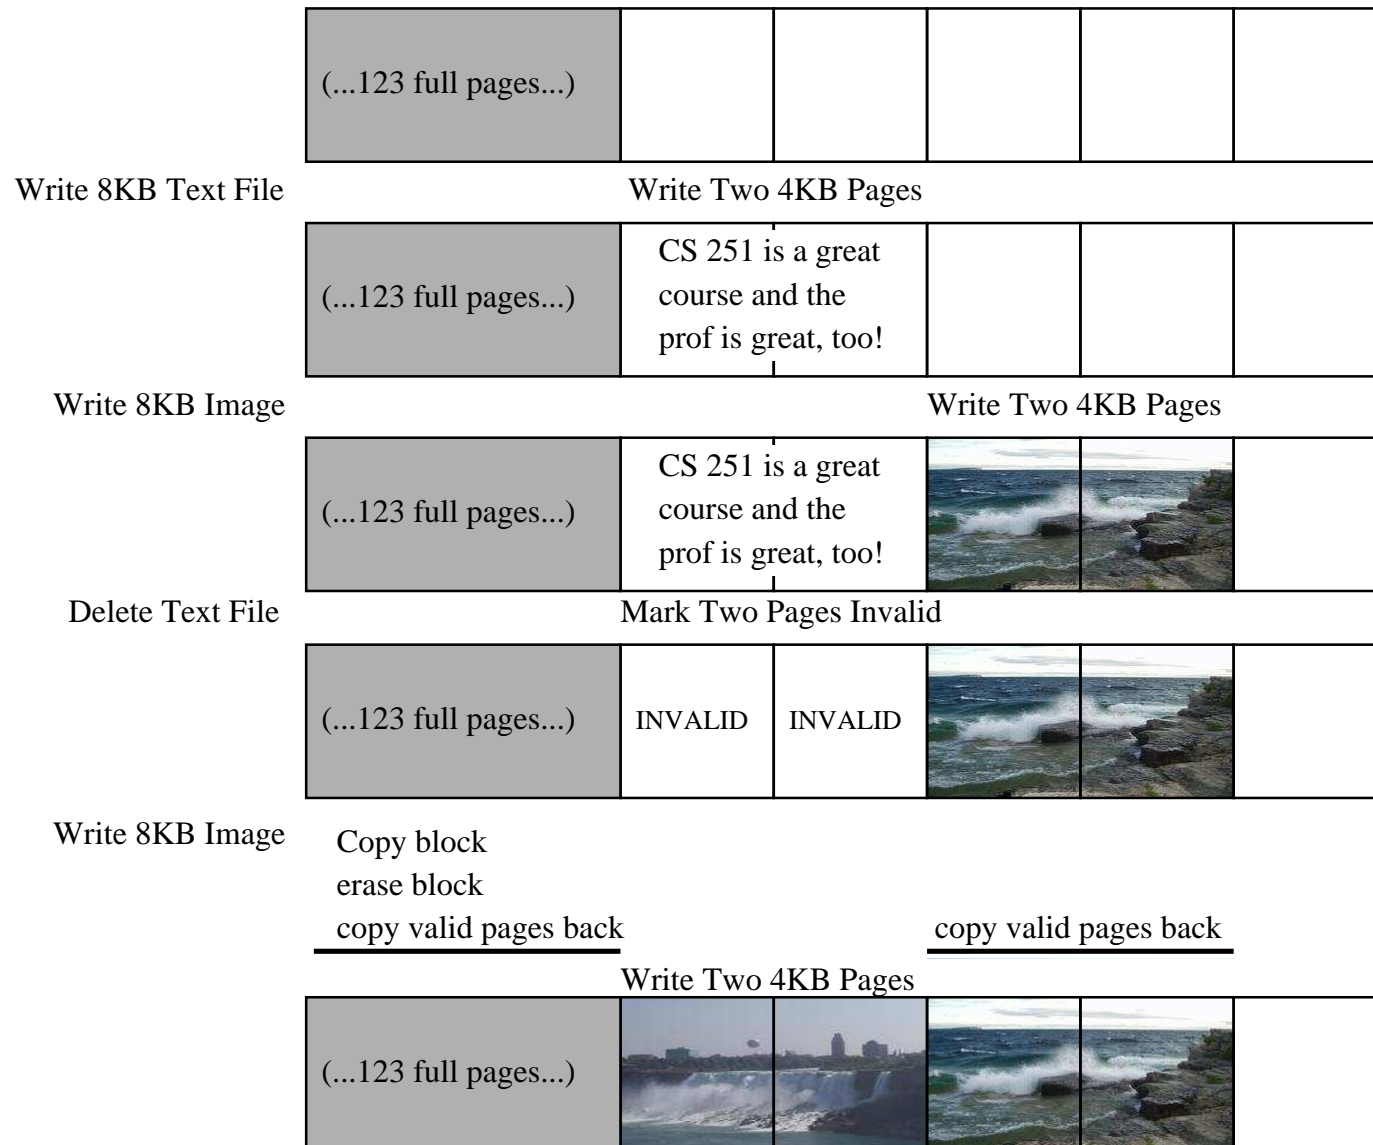 (...123 full pages...)
Write 8KB Text File
Write Two 4KB Pages
(...123 full pages...)
CS 251 is a great
course and the
prof is great, too!
Write 8KB Image
Write Two 4KB Pages
(...123 full pages...)
CS 251 is a great
course and the
prof is great, too!
Delete Text File
Mark Two Pages Invalid
(...123 full pages...)
INVALID
INVALID
Write 8KB Image
Copy block
erase block
copy valid pages back
copy valid pages back
Write Two 4KB Pages
(...123 full pages...)